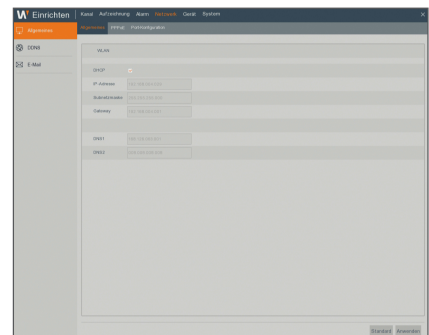 W Einrichten
Kanal Aufzeichnung Alarm Netzwerk Gerät System
Allgemeines
DDNS
E-Mail
Allgemeines PPPoE Portkonfiguration
WLAN
DHCP
IP-Adresse
Subnetzmaske
Gateway
DNS1
DNS2
Standard Anwenden